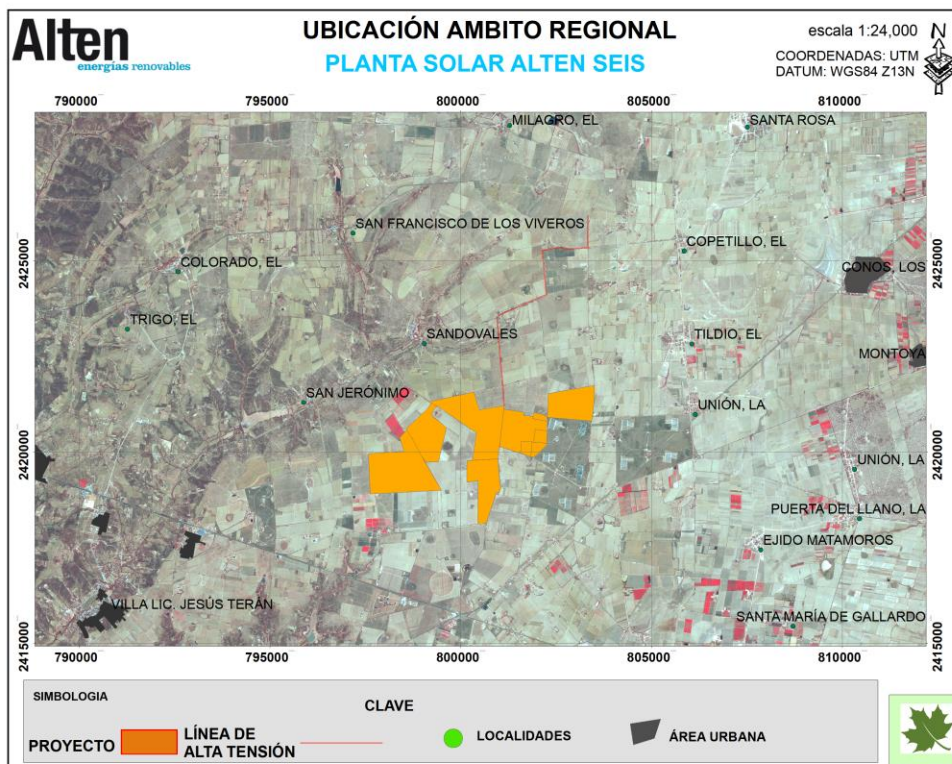 Alten
energías renovables
UBICACIÓN AMBITO REGIONAL
PLANTA SOLAR ALTEN SEIS
escala 1:24,000
N
COORDENADAS: UTM
DATUM: WGS84 Z13N
790000
795000
800000
805000
810000
MILAGRO, EL
SANTA ROSA
SAN FRANCISCO DE LOS VIVEROS
COPETILLO, EL
2425000
2425000
COLORADO, EL
CONOS, LOS
TRIGO, EL
SANDOVALES
TILDIO, EL
MONTOYA
SAN JERÓNIMO
UNIÓN, LA
2420000
2420000
UNIÓN, LA
PUERTA DEL LLANO, LA
EJIDO MATAMOROS
VILLA LIC. JESÚS TERÁN
SANTA MARÍA DE GALLARDO
2415000
2415000
790000
795000
800000
805000
810000
SIMBOLOGIA
CLAVE
PROYECTO
LÍNEA DE
ALTA TENSIÓN
LOCALIDADES
ÁREA URBANA